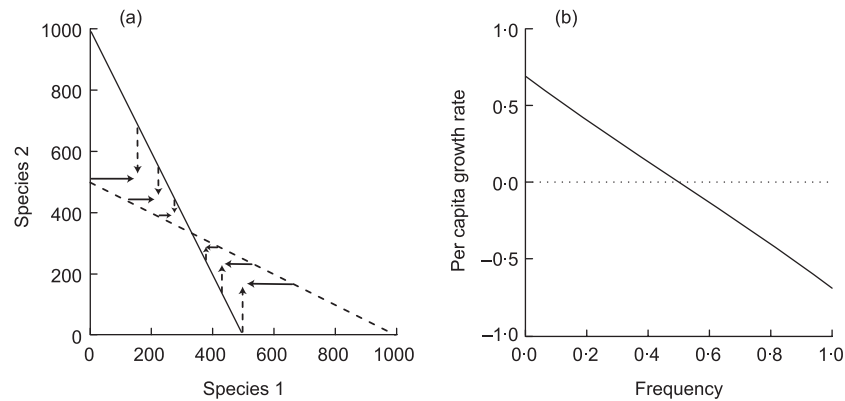 (a)
1000
800
600
400
200
0
Species 2
0 200 400 600 800 1000
Species 1
(b)
1·0
0·5
0·0
−0·5
−1·0
Per capita growth rate
0·0 0·2 0·4 0·6 0·8 1·0
Frequency